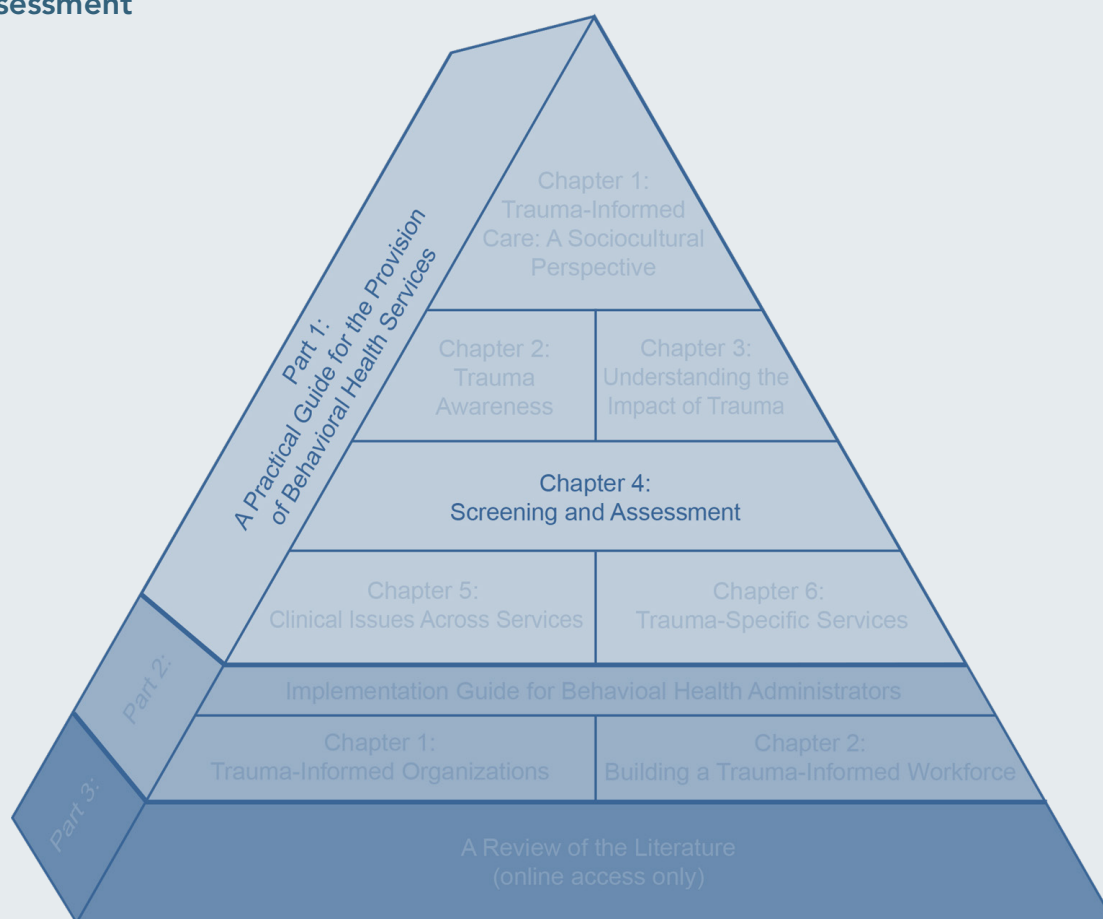 sessment
Chapter 1:
Trauma-Informed
Care: A Sociocultural
Perspective
Part 1:
A Practical Guide for the Provision
of Behavioral Health Services
Chapter 2:
Trauma
Awareness
Chapter 3:
Understanding the
Impact of Trauma
Chapter 4:
Screening and Assessment
Chapter 5:
Clinical Issues Across Services
Chapter 6:
Trauma-Specific Services
Part 2:
Implementation Guide for Behavioal Health Administrators
Chapter 1:
Trauma-Informed Organizations
Chapter 2:
Building a Trauma-Informed Workforce
Part 3:
A Review of the Literature
(online access only)